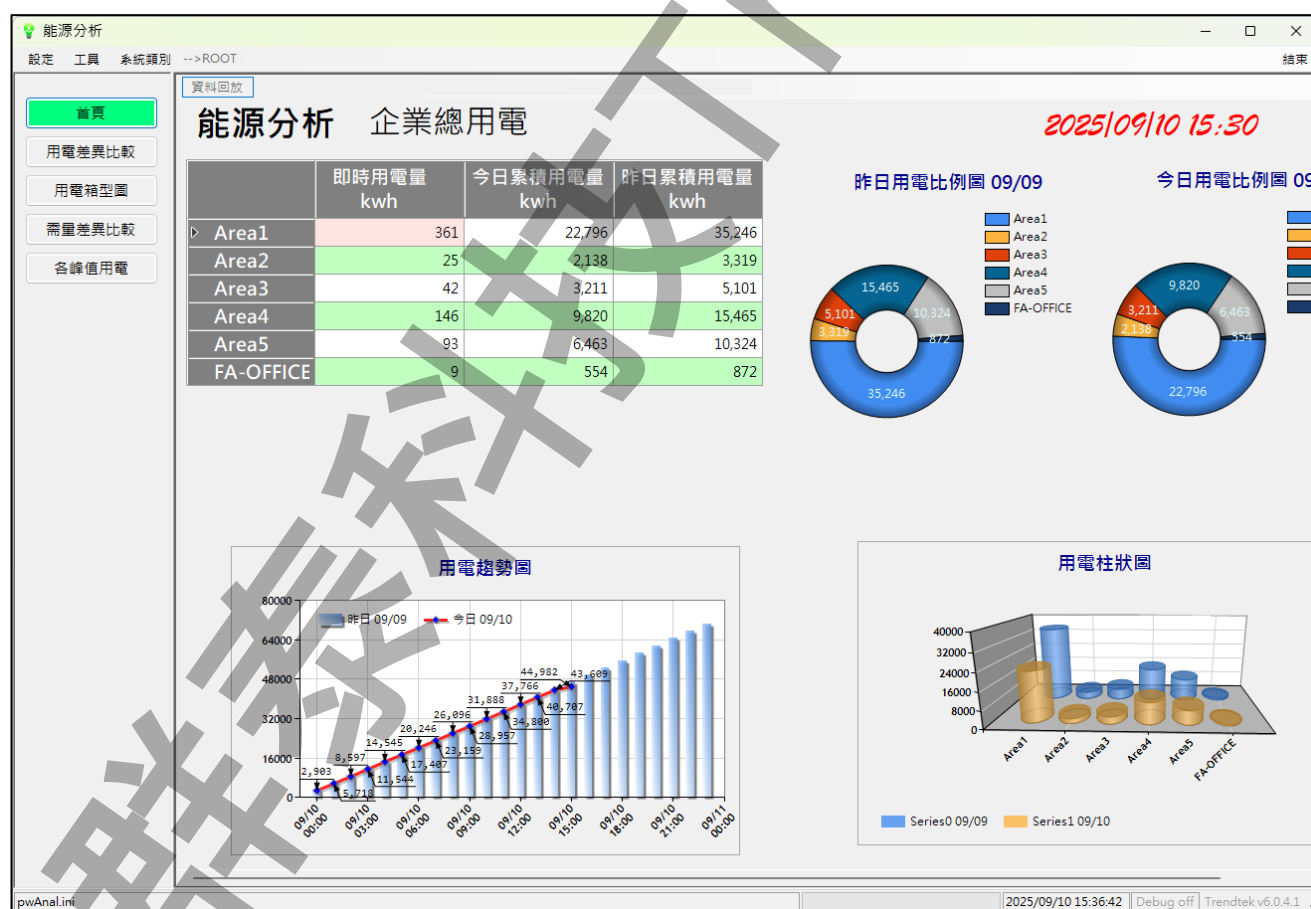 能源分析
設定 工具 系統類別 -->ROOT 結束
資料回放
首頁
用電差異比較
用電箱型圖
需量差異比較
各峰值用電
能源分析 企業總用電 2025/09/10 15:30
即時用電量 kwh 今日累積用電量 kwh 昨日累積用電量 kwh
Area1 361 22,796 35,246
Area2 25 2,138 3,319
Area3 42 3,211 5,101
Area4 146 9,820 15,465
Area5 93 6,463 10,324
FA-OFFICE 9 554 872
昨日用電比例圖 09/09
Area1
Area2
Area3
Area4
Area5
FA-OFFICE
15,465
5,101
10,324
3,319
872
35,246
今日用電比例圖 09
9,820
3,211
6,463
2,138
554
22,796
用電趨勢圖
昨日 09/09 今日 09/10
80000
64000
48000
32000
16000
0
2,903
5,718
8,597
11,544
14,545
17,407
20,246
23,159
26,096
28,957
31,888
34,800
37,766
40,707
44,982
43,609
09/10 00:00
09/10 03:00
09/10 06:00
09/10 09:00
09/10 12:00
09/10 15:00
09/10 18:00
09/10 21:00
09/11 00:00
用電柱狀圖
40000
32000
24000
16000
8000
0
Area1
Area2
Area3
Area4
Area5
FA-OFFICE
Series0 09/09 Series1 09/10
pwAnal.ini 2025/09/10 15:36:42 Debug off Trendtek v6.0.4.1
群泰科技